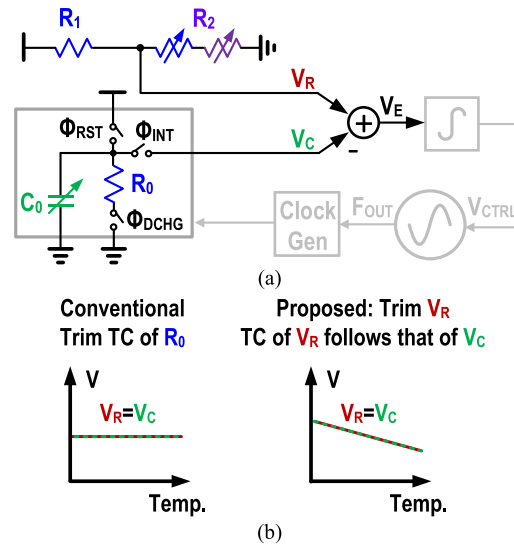 R1
R2
VR
VE
ΦRST
ΦINT
VC
+
-
C0
R0
ΦDCHG
Clock
Gen
FOUT
VCTRL
(a)
Conventional
Trim TC of R0
Proposed: Trim VR
TC of VR follows that of VC
V
VR=VC
Temp.
V
VR=VC
Temp.
(b)